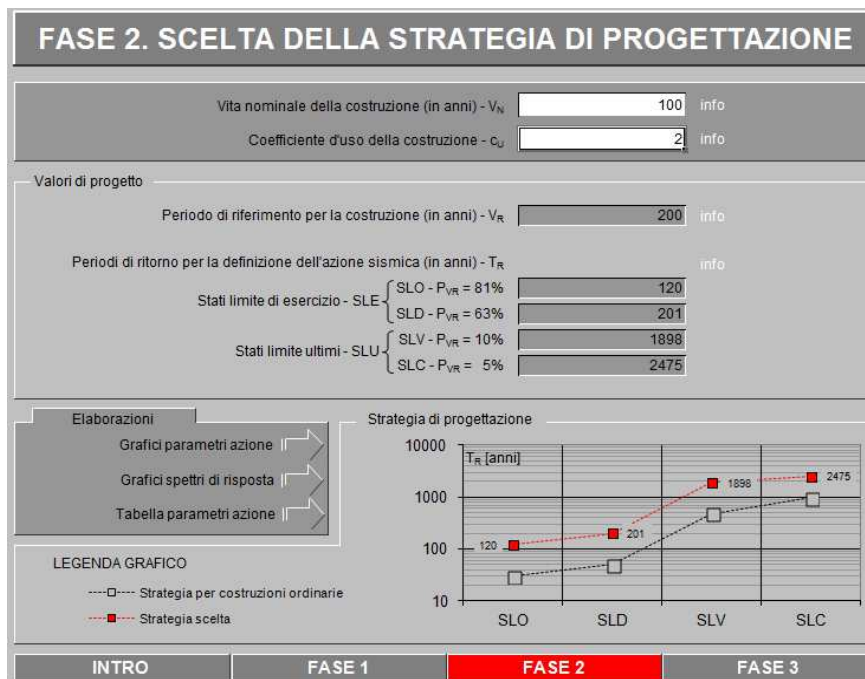 FASE 2. SCELTA DELLA STRATEGIA DI PROGETTAZIONE
Vita nominale della costruzione (in anni) - VN 100 info
Coefficiente d'uso della costruzione - cU 2 info
Valori di progetto
Periodo di riferimento per la costruzione (in anni) - VR 200 info
Periodi di ritorno per la definizione dell'azione sismica (in anni) - TR info
Stati limite di esercizio - SLE
SLO - PVR = 81% 120
SLD - PVR = 63% 201
Stati limite ultimi - SLU
SLV - PVR = 10% 1898
SLC - PVR = 5% 2475
Elaborazioni
Grafici parametri azione
Grafici spettri di risposta
Tabella parametri azione
LEGENDA GRAFICO
Strategia per costruzioni ordinarie
Strategia scelta
Strategia di progettazione
TR [anni]
10000
1000
100
10
120
201
1898
2475
SLO SLD SLV SLC
INTRO FASE 1 FASE 2 FASE 3